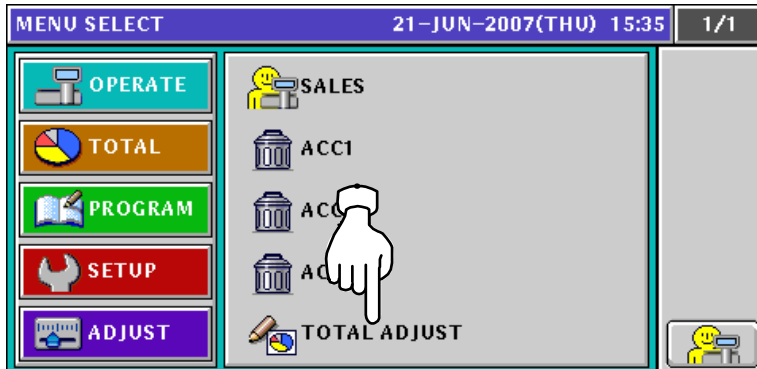 MENU SELECT 21-JUN-2007(THU) 15:35 1/1
OPERATE
TOTAL
PROGRAM
SETUP
ADJUST
SALES
ACC1
TOTAL ADJUST